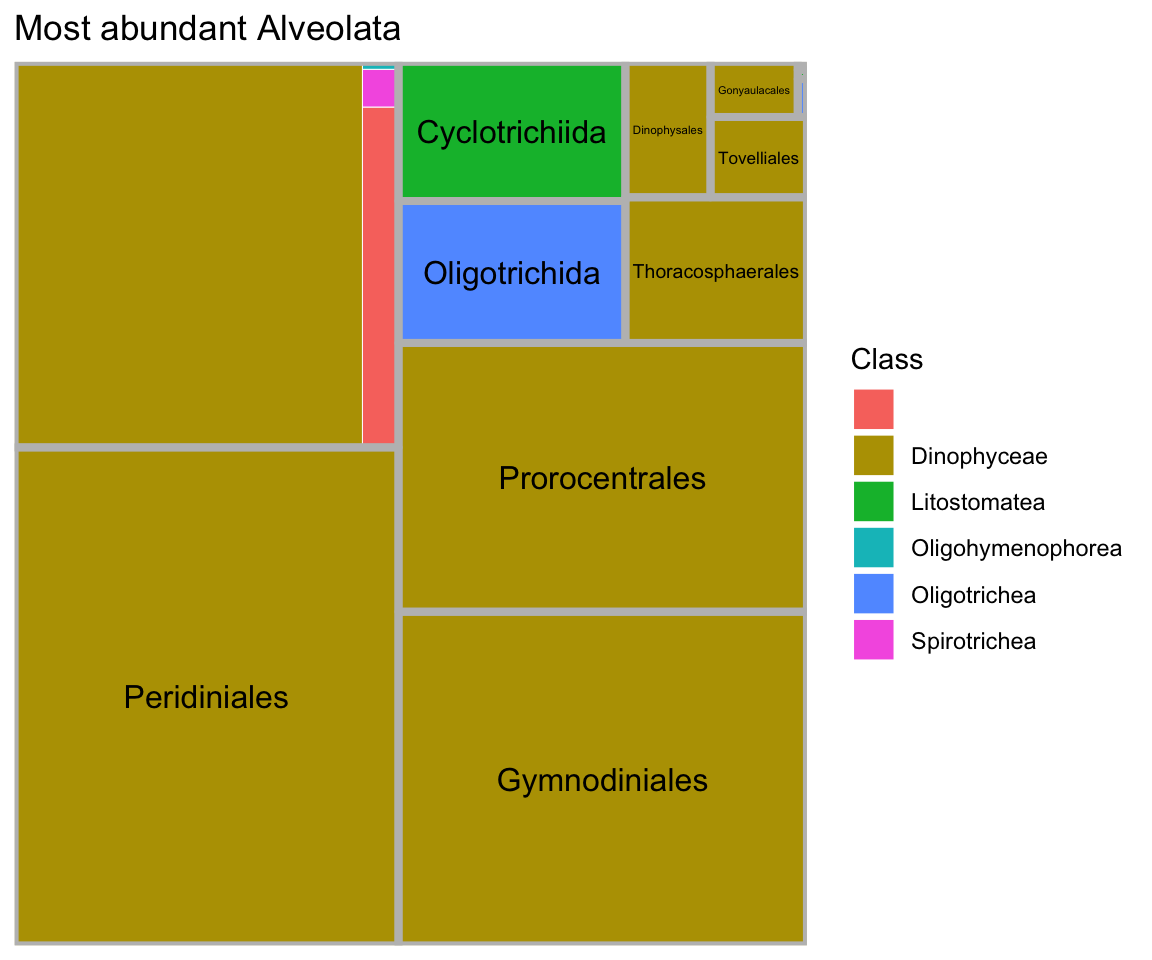 Most abundant Alveolata
Cyclotrichiida
Dinophysales
Gonyaulacales
Tovelliales
Oligotrichida
Thoracosphaerales
Prorocentrales
Peridiniales
Gymnodiniales
Class
Dinophyceae
Litostomatea
Oligohymenophorea
Oligotrichea
Spirotrichea